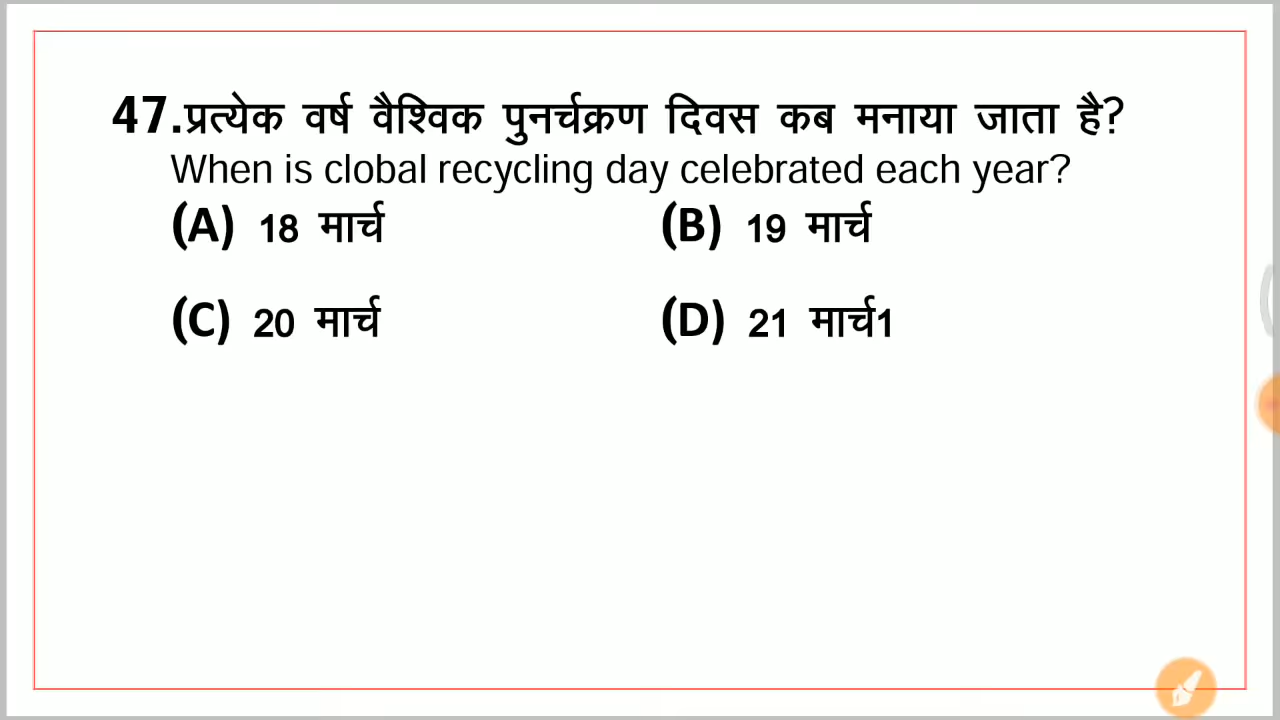 47.प्रत्येक वर्ष वैश्विक पुनर्चक्रण दिवस कब मनाया जाता है?
When is clobal recycling day celebrated each year?
(A) 18 मार्च (B) 19 मार्च
(C) 20 मार्च (D) 21 मार्च1